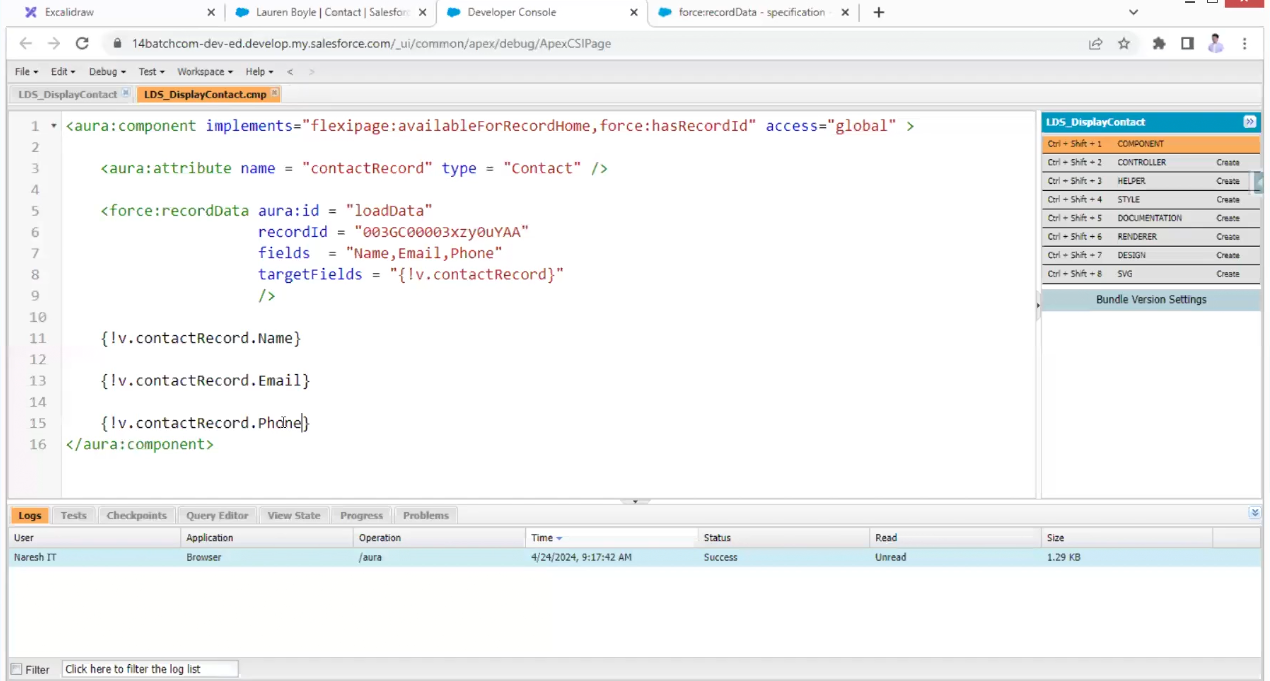 Excalidraw
Lauren Boyle | Contact | Salesforc
Developer Console
force:recordData - specification
14batchcom-dev-ed.develop.my.salesforce.com/_ui/common/apex/debug/ApexCSIPage
File Edit Debug Test Workspace Help < >
LDS_DisplayContact LDS_DisplayContact.cmp
1 <aura:component implements="flexipage:availableForRecordHome,force:hasRecordId" access="global" >
2
3 <aura:attribute name = "contactRecord" type = "Contact" />
4
5 <force:recordData aura:id = "loadData"
6 recordId = "003GC00003xzy0uYAA"
7 fields = "Name,Email,Phone"
8 targetFields = "{!v.contactRecord}"
9 />
10
11 {!v.contactRecord.Name}
12
13 {!v.contactRecord.Email}
14
15 {!v.contactRecord.Phone}
16 </aura:component>
LDS_DisplayContact
Ctrl + Shift + 1 COMPONENT
Ctrl + Shift + 2 CONTROLLER Create
Ctrl + Shift + 3 HELPER Create
Ctrl + Shift + 4 STYLE Create
Ctrl + Shift + 5 DOCUMENTATION Create
Ctrl + Shift + 6 RENDERER Create
Ctrl + Shift + 7 DESIGN Create
Ctrl + Shift + 8 SVG Create
Bundle Version Settings
Logs Tests Checkpoints Query Editor View State Progress Problems
User Application Operation Time Status Read Size
Naresh IT Browser /aura 4/24/2024, 9:17:42 AM Success Unread 1.29 KB
Filter Click here to filter the log list